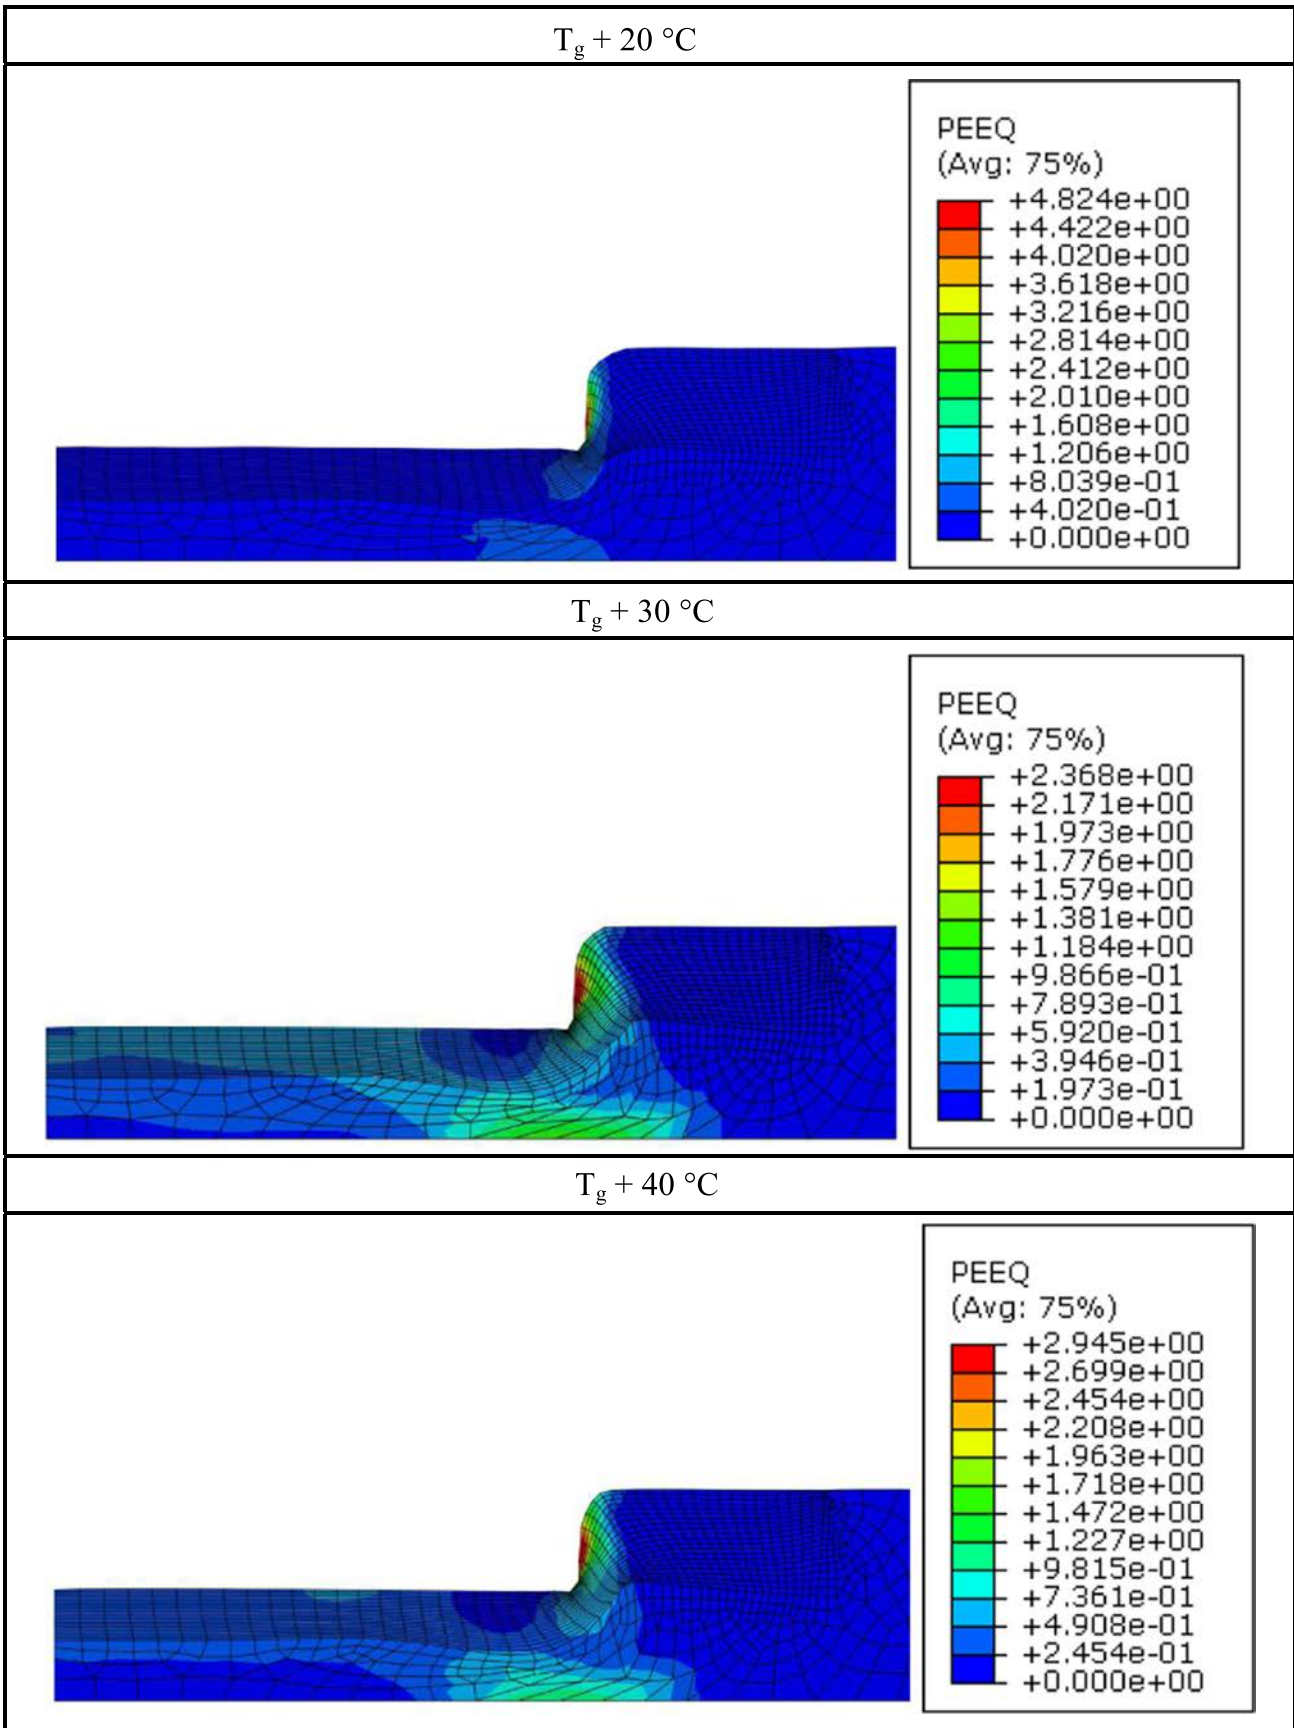 Tg + 20 °C
PEEQ
(Avg: 75%)
+4.824e+00
+4.422e+00
+4.020e+00
+3.618e+00
+3.216e+00
+2.814e+00
+2.412e+00
+2.010e+00
+1.608e+00
+1.206e+00
+8.039e-01
+4.020e-01
+0.000e+00
Tg + 30 °C
PEEQ
(Avg: 75%)
+2.368e+00
+2.171e+00
+1.973e+00
+1.776e+00
+1.579e+00
+1.381e+00
+1.184e+00
+9.866e-01
+7.893e-01
+5.920e-01
+3.946e-01
+1.973e-01
+0.000e+00
Tg + 40 °C
PEEQ
(Avg: 75%)
+2.945e+00
+2.699e+00
+2.454e+00
+2.208e+00
+1.963e+00
+1.718e+00
+1.472e+00
+1.227e+00
+9.815e-01
+7.361e-01
+4.908e-01
+2.454e-01
+0.000e+00